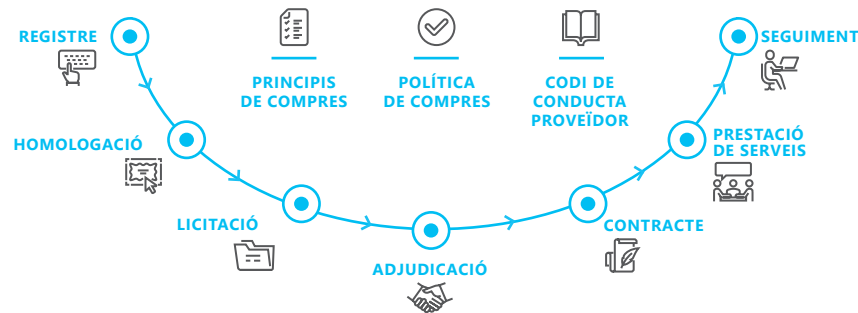 REGISTRE
SEGUIMENT
PRINCIPIS
DE COMPRES
POLÍTICA
DE COMPRES
CODI DE
CONDUCTA
PROVEÏDOR
HOMOLOGACIÓ
PRESTACIÓ
DE SERVEIS
LICITACIÓ
CONTRACTE
ADJUDICACIÓ